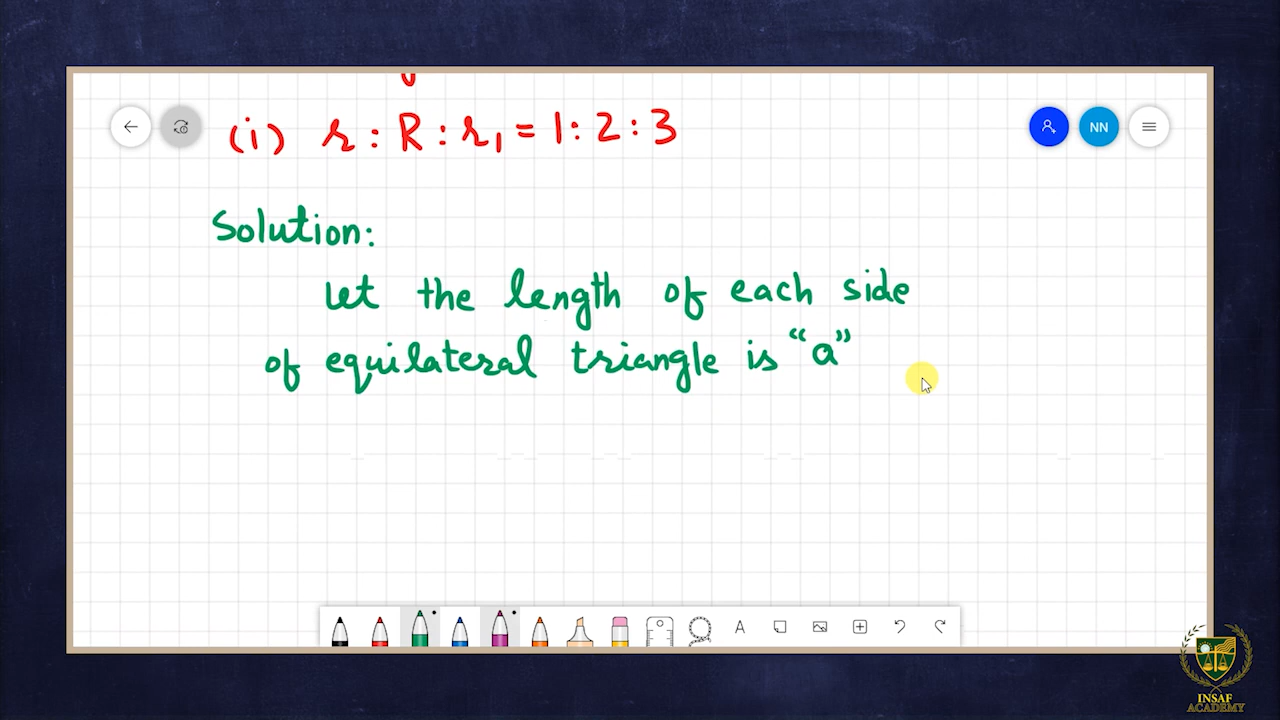 (i) r : R : r₁ = 1 : 2 : 3
NN
Solution:
Let the length of each side
of equilateral triangle is "a"
A
INSAF
ACADEMY